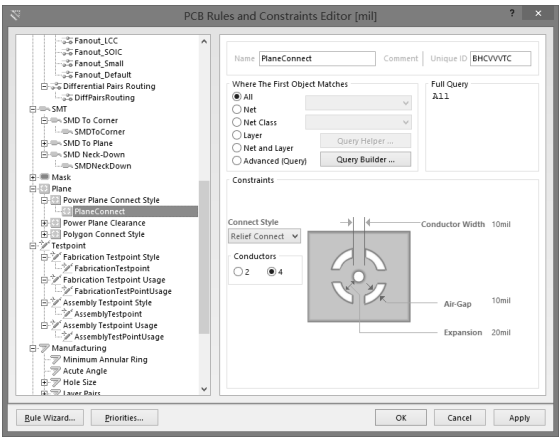 PCB Rules and Constraints Editor [mil]
? ×
Fanout_LCC
Fanout_SOIC
Fanout_Small
Fanout_Default
Differential Pairs Routing
DiffPairsRouting
SMT
SMD To Corner
SMDToCorner
SMD To Plane
SMD Neck-Down
SMDNeckDown
Mask
Plane
Power Plane Connect Style
PlaneConnect
Power Plane Clearance
Polygon Connect Style
Testpoint
Fabrication Testpoint Style
FabricationTestpoint
Fabrication Testpoint Usage
FabricationTestPointUsage
Assembly Testpoint Style
AssemblyTestpoint
Assembly Testpoint Usage
AssemblyTestPointUsage
Manufacturing
Minimum Annular Ring
Acute Angle
Hole Size
Layer Pairs
Name PlaneConnect Comment Unique ID BHCVVVTC
Where The First Object Matches
All
Net
Net Class
Layer
Net and Layer
Advanced (Query)
Query Helper ...
Query Builder ...
Full Query
All
Constraints
Connect Style
Relief Connect
Conductors
2 4
Conductor Width 10mil
Air-Gap 10mil
Expansion 20mil
Rule Wizard... Priorities... OK Cancel Apply